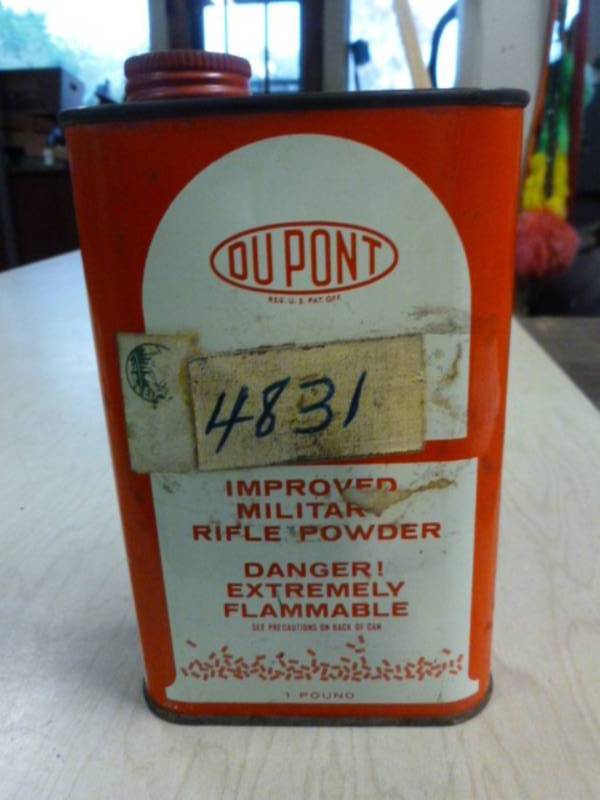 DU PONT
REG. U.S. PAT. OFF.
4831
IMPROVED
MILITARY
RIFLE POWDER
DANGER!
EXTREMELY
FLAMMABLE
SEE PRECAUTIONS ON BACK OF CAN
1 POUND